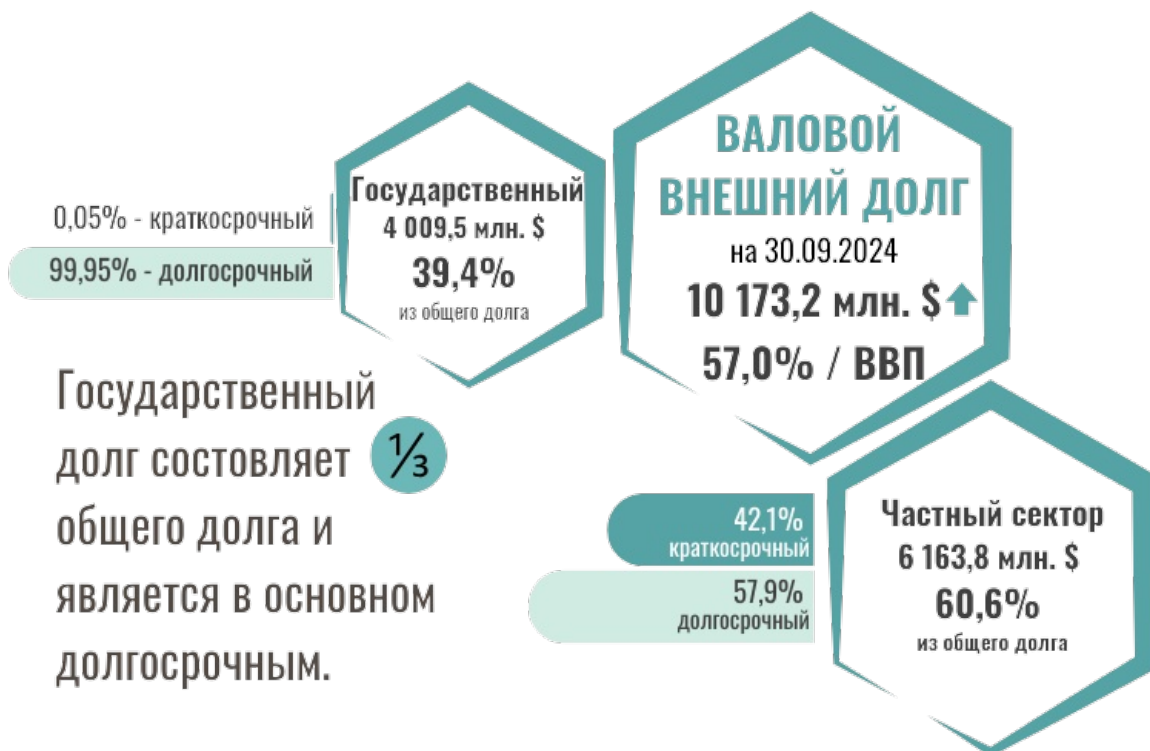 ВАЛОВОЙ
ВНЕШНИЙ ДОЛГ
на 30.09.2024
10 173,2 млн. $
57,0% / ВВП
Государственный
4 009,5 млн. $
39,4%
из общего долга
0,05% - краткосрочный
99,95% - долгосрочный
Государственный
долг состовляет ⅓
общего долга и
является в основном
долгосрочным.
Частный сектор
6 163,8 млн. $
60,6%
из общего долга
42,1%
краткосрочный
57,9%
долгосрочный